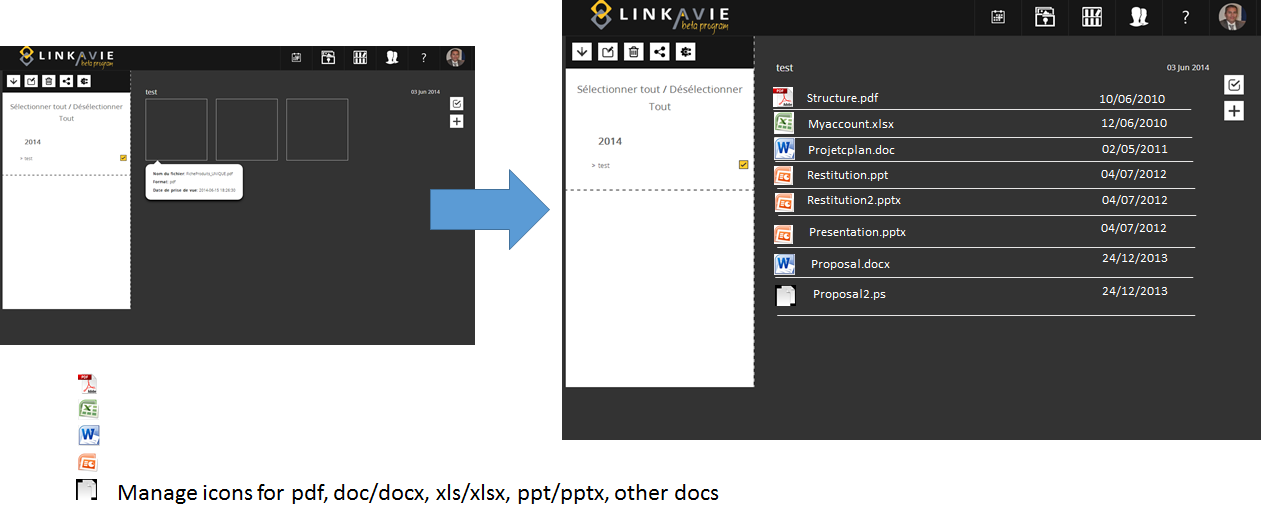 LINKAVIE
beta program
?
Sélectionner tout / Désélectionner
Tout
2014
> test
test
03 Jun 2014
Nom du fichier: FicheProduits_UNIQUE.pdf
Format: pdf
Date de prise de vue: 2014-06-15 18:26:35
LINKAVIE
beta program
?
Sélectionner tout / Désélectionner
Tout
2014
> test
test
03 Jun 2014
Structure.pdf 10/06/2010
Myaccount.xlsx 12/06/2010
Projetcplan.doc 02/05/2011
Restitution.ppt 04/07/2012
Restitution2.pptx 04/07/2012
Presentation.pptx 04/07/2012
Proposal.docx 24/12/2013
Proposal2.ps 24/12/2013
Manage icons for pdf, doc/docx, xls/xlsx, ppt/pptx, other docs